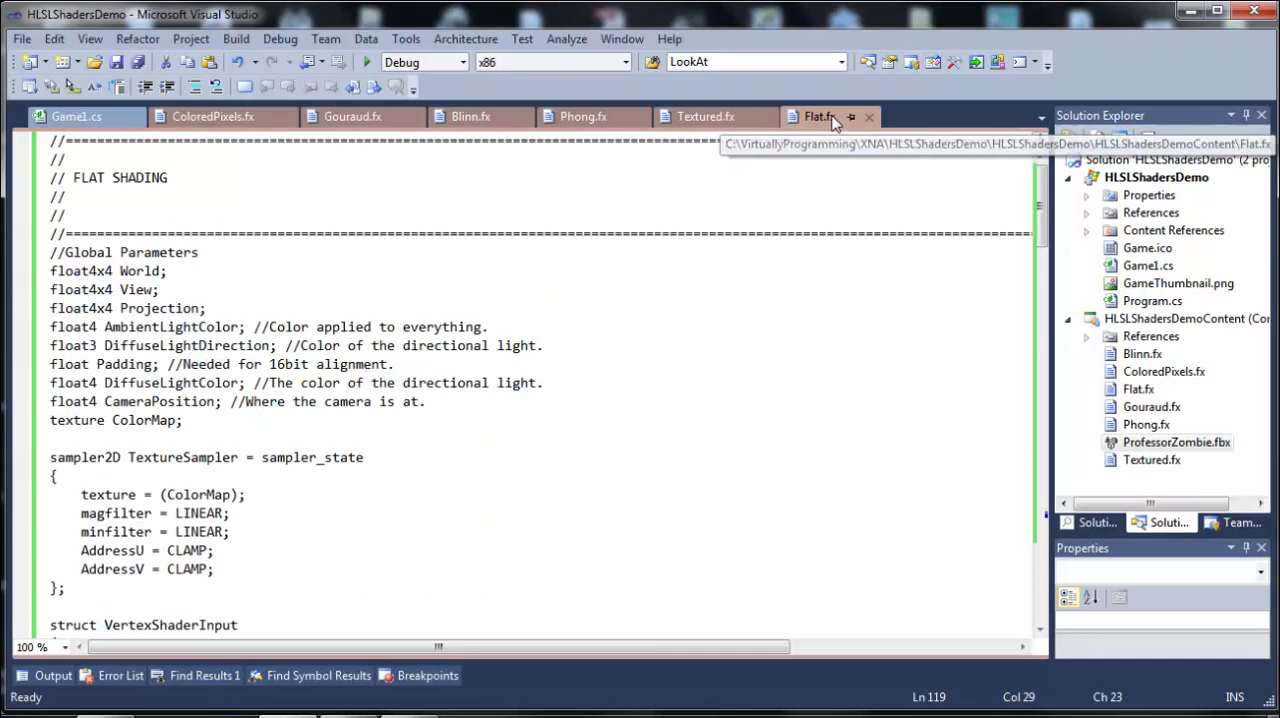 HLSLShadersDemo - Microsoft Visual Studio
File Edit View Refactor Project Build Debug Team Data Tools Architecture Test Analyze Window Help
Debug x86 LookAt
Game1.cs ColoredPixels.fx Gouraud.fx Blinn.fx Phong.fx Textured.fx Flat.fx
C:\VirtuallyProgramming\XNA\HLSLShadersDemo\HLSLShadersDemo\HLSLShadersDemoContent\Flat.fx
//
// FLAT SHADING
//
//
//Global Parameters
float4x4 World;
float4x4 View;
float4x4 Projection;
float4 AmbientLightColor; //Color applied to everything.
float3 DiffuseLightDirection; //Color of the directional light.
float Padding; //Needed for 16bit alignment.
float4 DiffuseLightColor; //The color of the directional light.
float4 CameraPosition; //Where the camera is at.
texture ColorMap;
sampler2D TextureSampler = sampler_state
{
texture = (ColorMap);
magfilter = LINEAR;
minfilter = LINEAR;
AddressU = CLAMP;
AddressV = CLAMP;
};
struct VertexShaderInput
100 %
Solution Explorer
Solution 'HLSLShadersDemo' (2 proj
HLSLShadersDemo
Properties
References
Content References
Game.ico
Game1.cs
GameThumbnail.png
Program.cs
HLSLShadersDemoContent (Co
References
Blinn.fx
ColoredPixels.fx
Flat.fx
Gouraud.fx
Phong.fx
ProfessorZombie.fbx
Textured.fx
Soluti... Soluti... Team...
Properties
Output Error List Find Results 1 Find Symbol Results Breakpoints
Ready Ln 119 Col 29 Ch 23 INS